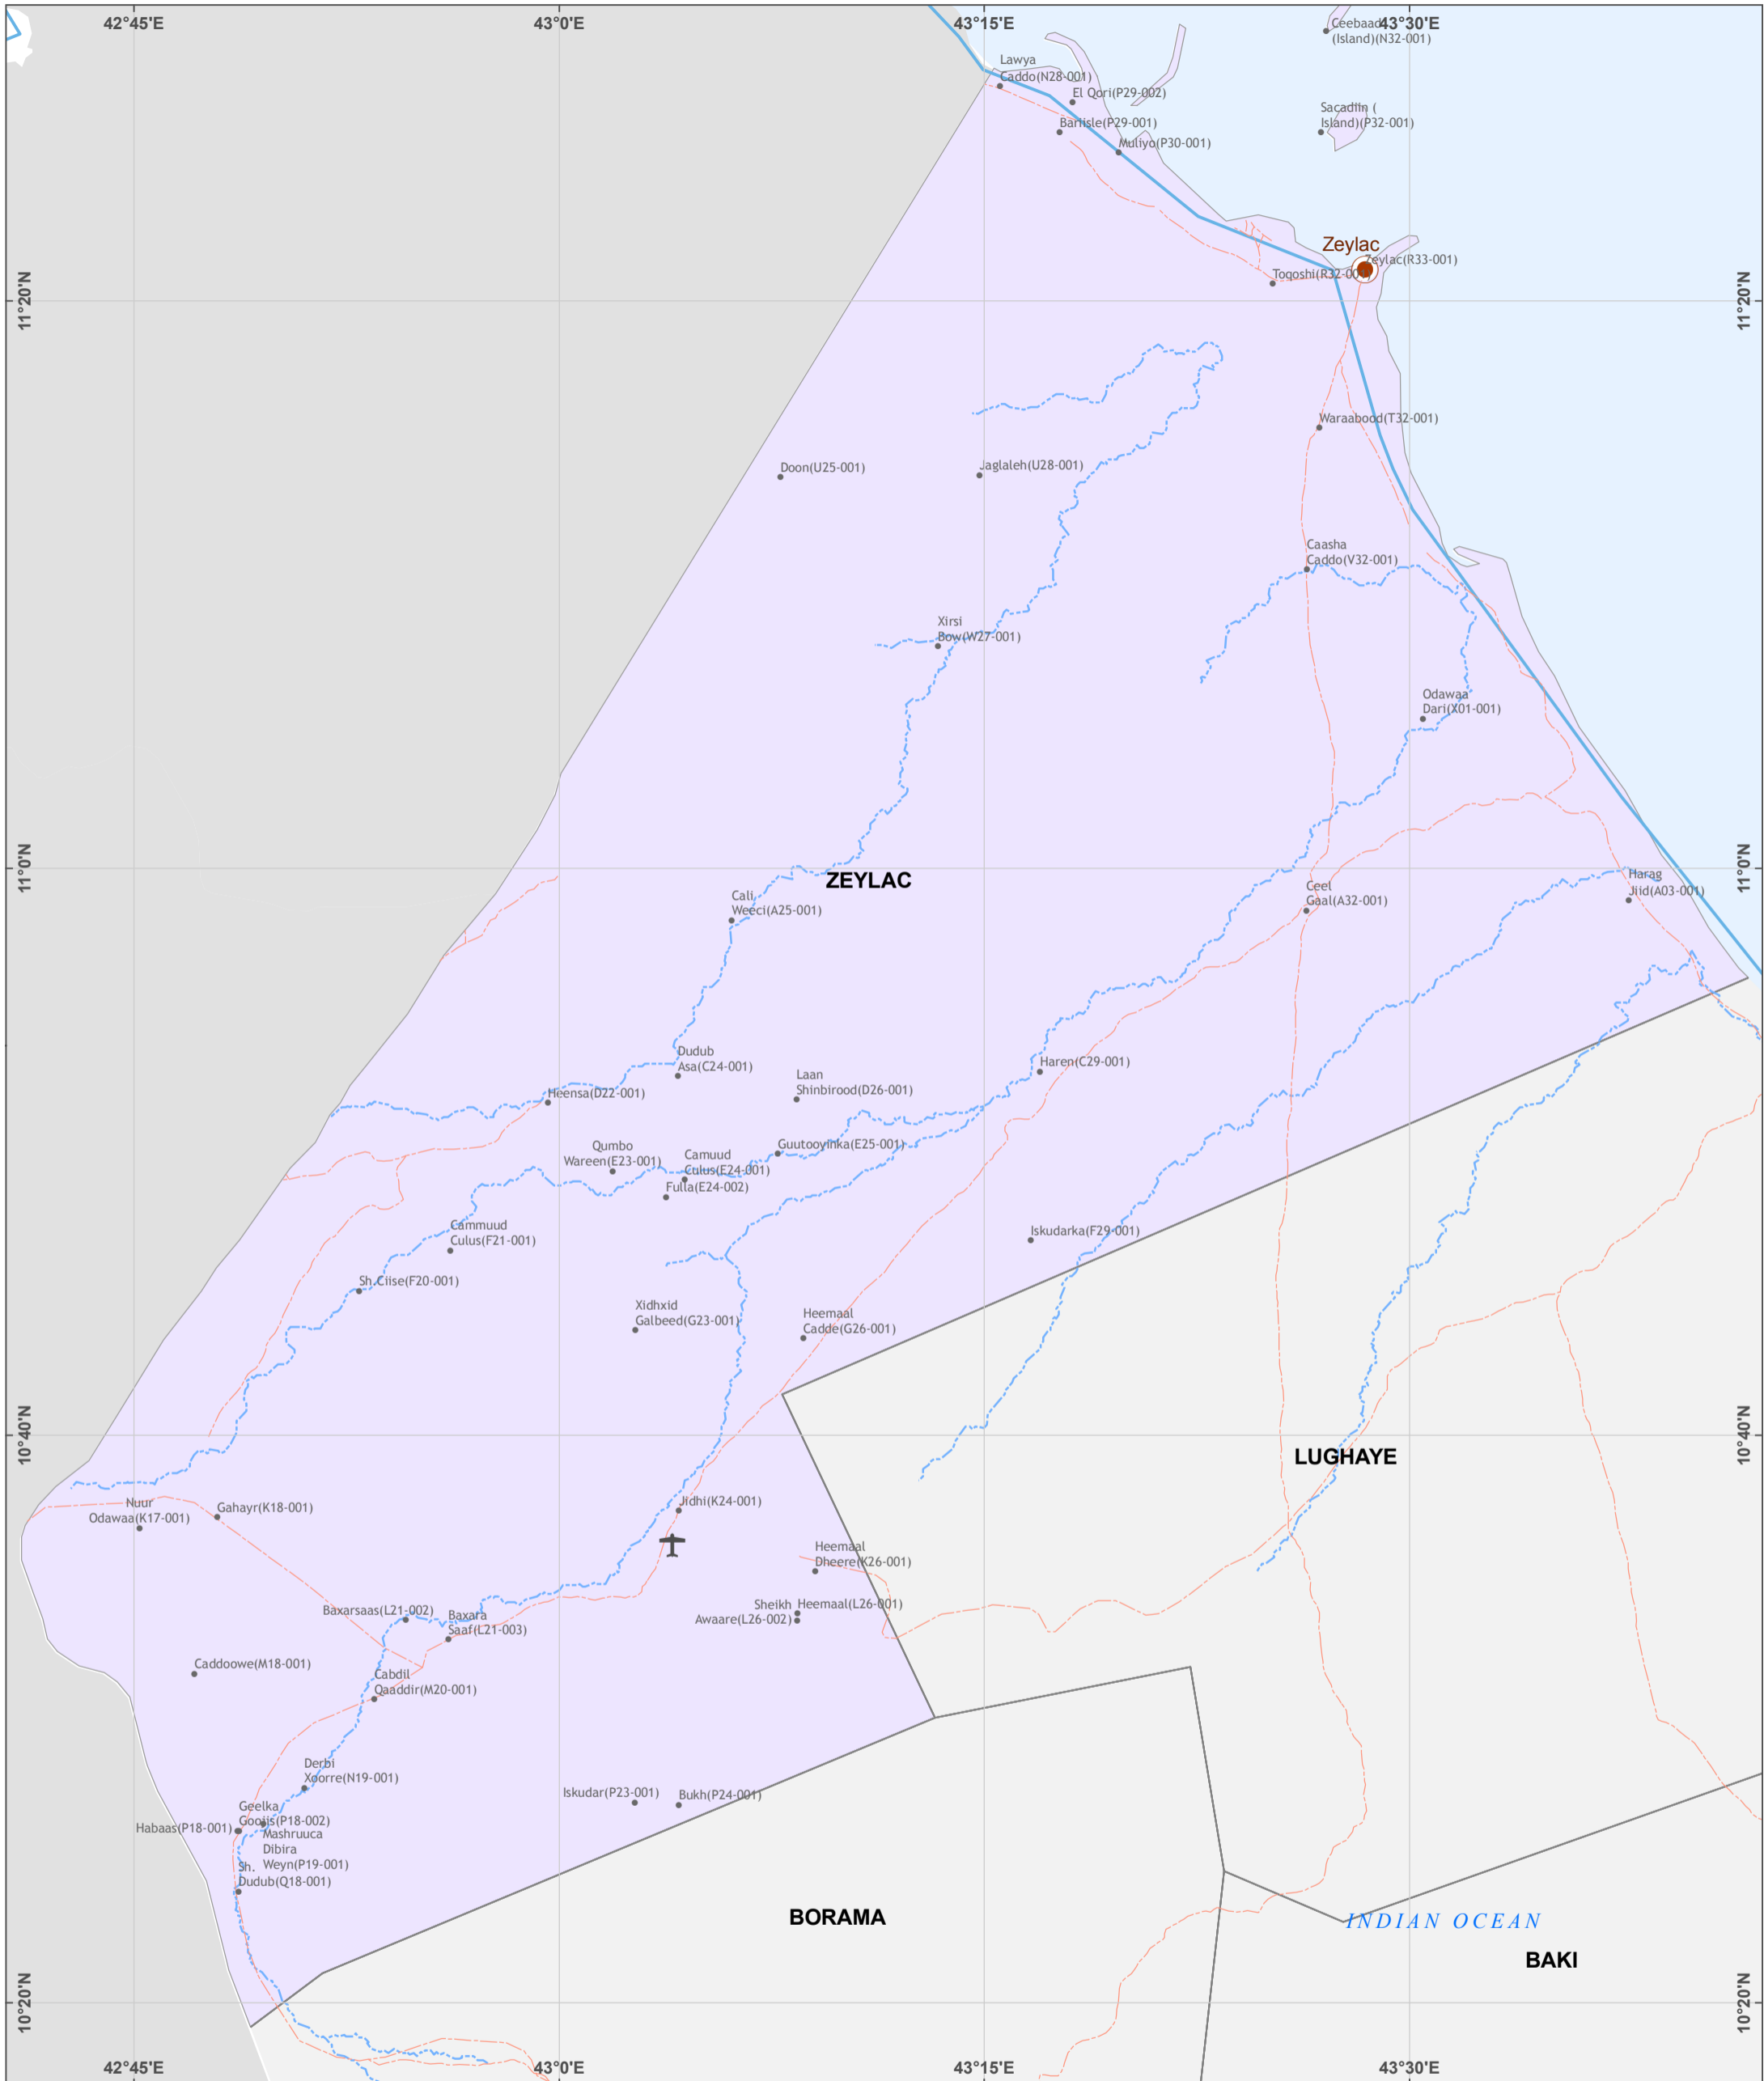 42°45'E
43°0'E
43°15'E
43°30'E
Ceebaad
(Island)(N32-001)
Lawya
Caddo(N28-001)
El Qori(P29-002)
Sacadiin (
Island)(P32-001)
Barlisle(P29-001)
Muliyo(P30-001)
Zeylac
Zeylac(R33-001)
Toqoshi(R32-00
11°20'N
11°20'N
Waraabood(T32-001)
Doon(U25-001)
Jaglaleh(U28-001)
Caasha
Caddo(V32-001)
Xirsi
Bow(W27-001)
Odawaa
Dari(X01-001)
11°0'N
11°0'N
ZEYLAC
Harag
Jiid(A03-001)
Ceel
Gaal(A32-001)
Cali
Weeci(A25-001)
Dudub
Asa(C24-001)
Haren(C29-001)
Laan
Shinbirood(D26-001)
Heensa(D22-001)
Qumbo
Wareen(E23-001)
Guutooyinka(E25-001)
Camuud
Culus(E24-001)
Fulla(E24-002)
Cammuud
Culus(F21-001)
Iskudarka(F29-001)
Sh.Ciise(F20-001)
Xidhxid
Galbeed(G23-001)
Heemaal
Cadde(G26-001)
10°40'N
10°40'N
LUGHAYE
Nuur
Odawaa(K17-001)
Gahayr(K18-001)
Jidhi(K24-001)
Heemaal
Dheere(K26-001)
Sheikh
Awaare(L26-002)
Heemaal(L26-001)
Baxarsaas(L21-002)
Baxara
Saaf(L21-003)
Caddoowe(M18-001)
Cabdil
Qaaddir(M20-001)
Derbi
Xoorre(N19-001)
Iskudar(P23-001)
Bukh(P24-001)
Geelka
Goojis(P18-002)
Habaas(P18-001)
Mashruuca
Dibira
Weyn(P19-001)
Sh.
Dudub(Q18-001)
BORAMA
INDIAN OCEAN
BAKI
10°20'N
10°20'N
42°45'E
43°0'E
43°15'E
43°30'E